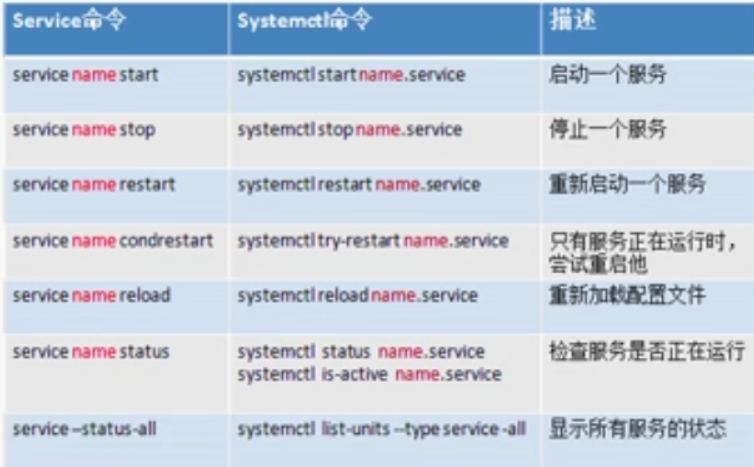 Service命令 Systemctl命令 描述
service name start systemctl start name.service 启动一个服务
service name stop systemctl stop name.service 停止一个服务
service name restart systemctl restart name.service 重新启动一个服务
service name condrestart systemctl try-restart name.service 只有服务正在运行时，
尝试重启他
service name reload systemctl reload name.service 重新加载配置文件
service name status systemctl status name.service 检查服务是否正在运行
systemctl is-active name.service
service –status-all systemctl list-units --type service -all 显示所有服务的状态